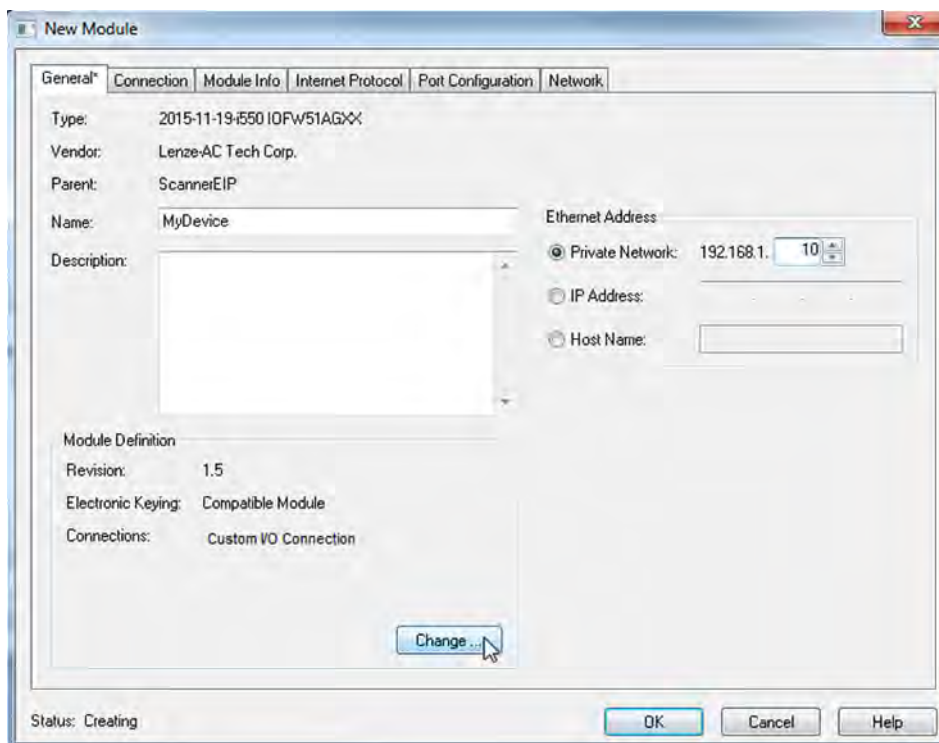 New Module
General* Connection Module Info Internet Protocol Port Configuration Network
Type: 2015-11-19-i550 IOFW51AGXX
Vendor: Lenze-AC Tech Corp.
Parent: ScannerEIP
Name: MyDevice
Description:
Ethernet Address
Private Network: 192.168.1. 10
IP Address: . . .
Host Name:
Module Definition
Revision: 1.5
Electronic Keying: Compatible Module
Connections: Custom I/O Connection
Change ...
Status: Creating
OK Cancel Help